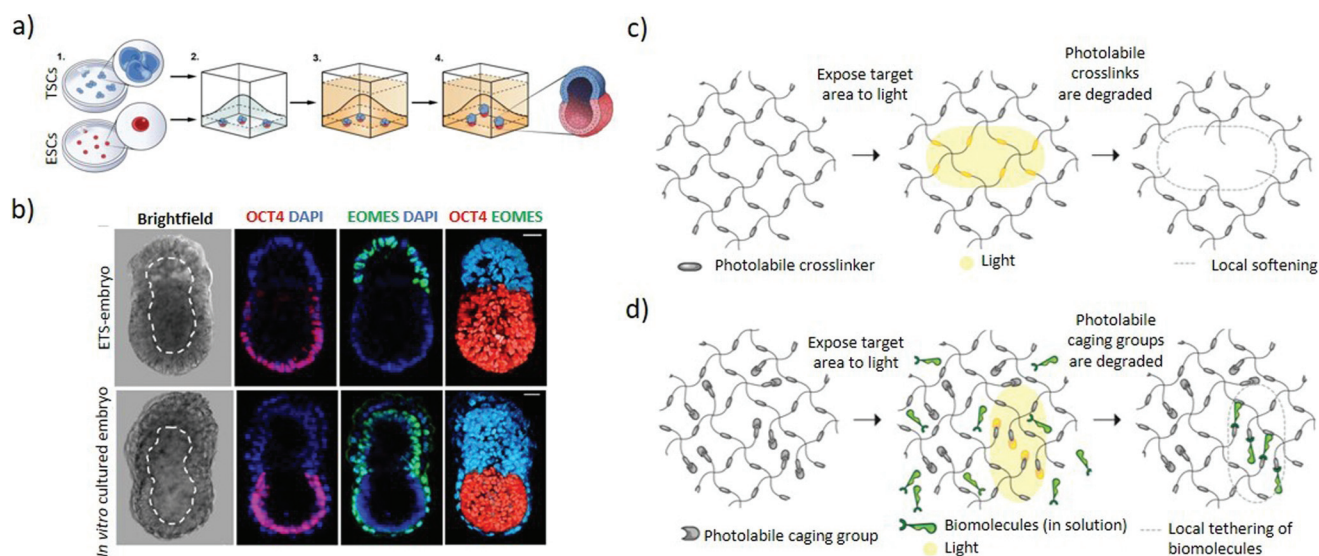 a)
1.
2.
3.
4.
TSCs
ESCs
b)
Brightfield
OCT4 DAPI
EOMES DAPI
OCT4 EOMES
ETS-embryo
In vitro cultured embryo
c)
Expose target
area to light
Photolabile
crosslinks
are degraded
Photolabile crosslinker
Light
Local softening
d)
Expose target
area to light
Photolabile
caging groups
are degraded
Photolabile caging group
Biomolecules (in solution)
Light
Local tethering of
biomolecules